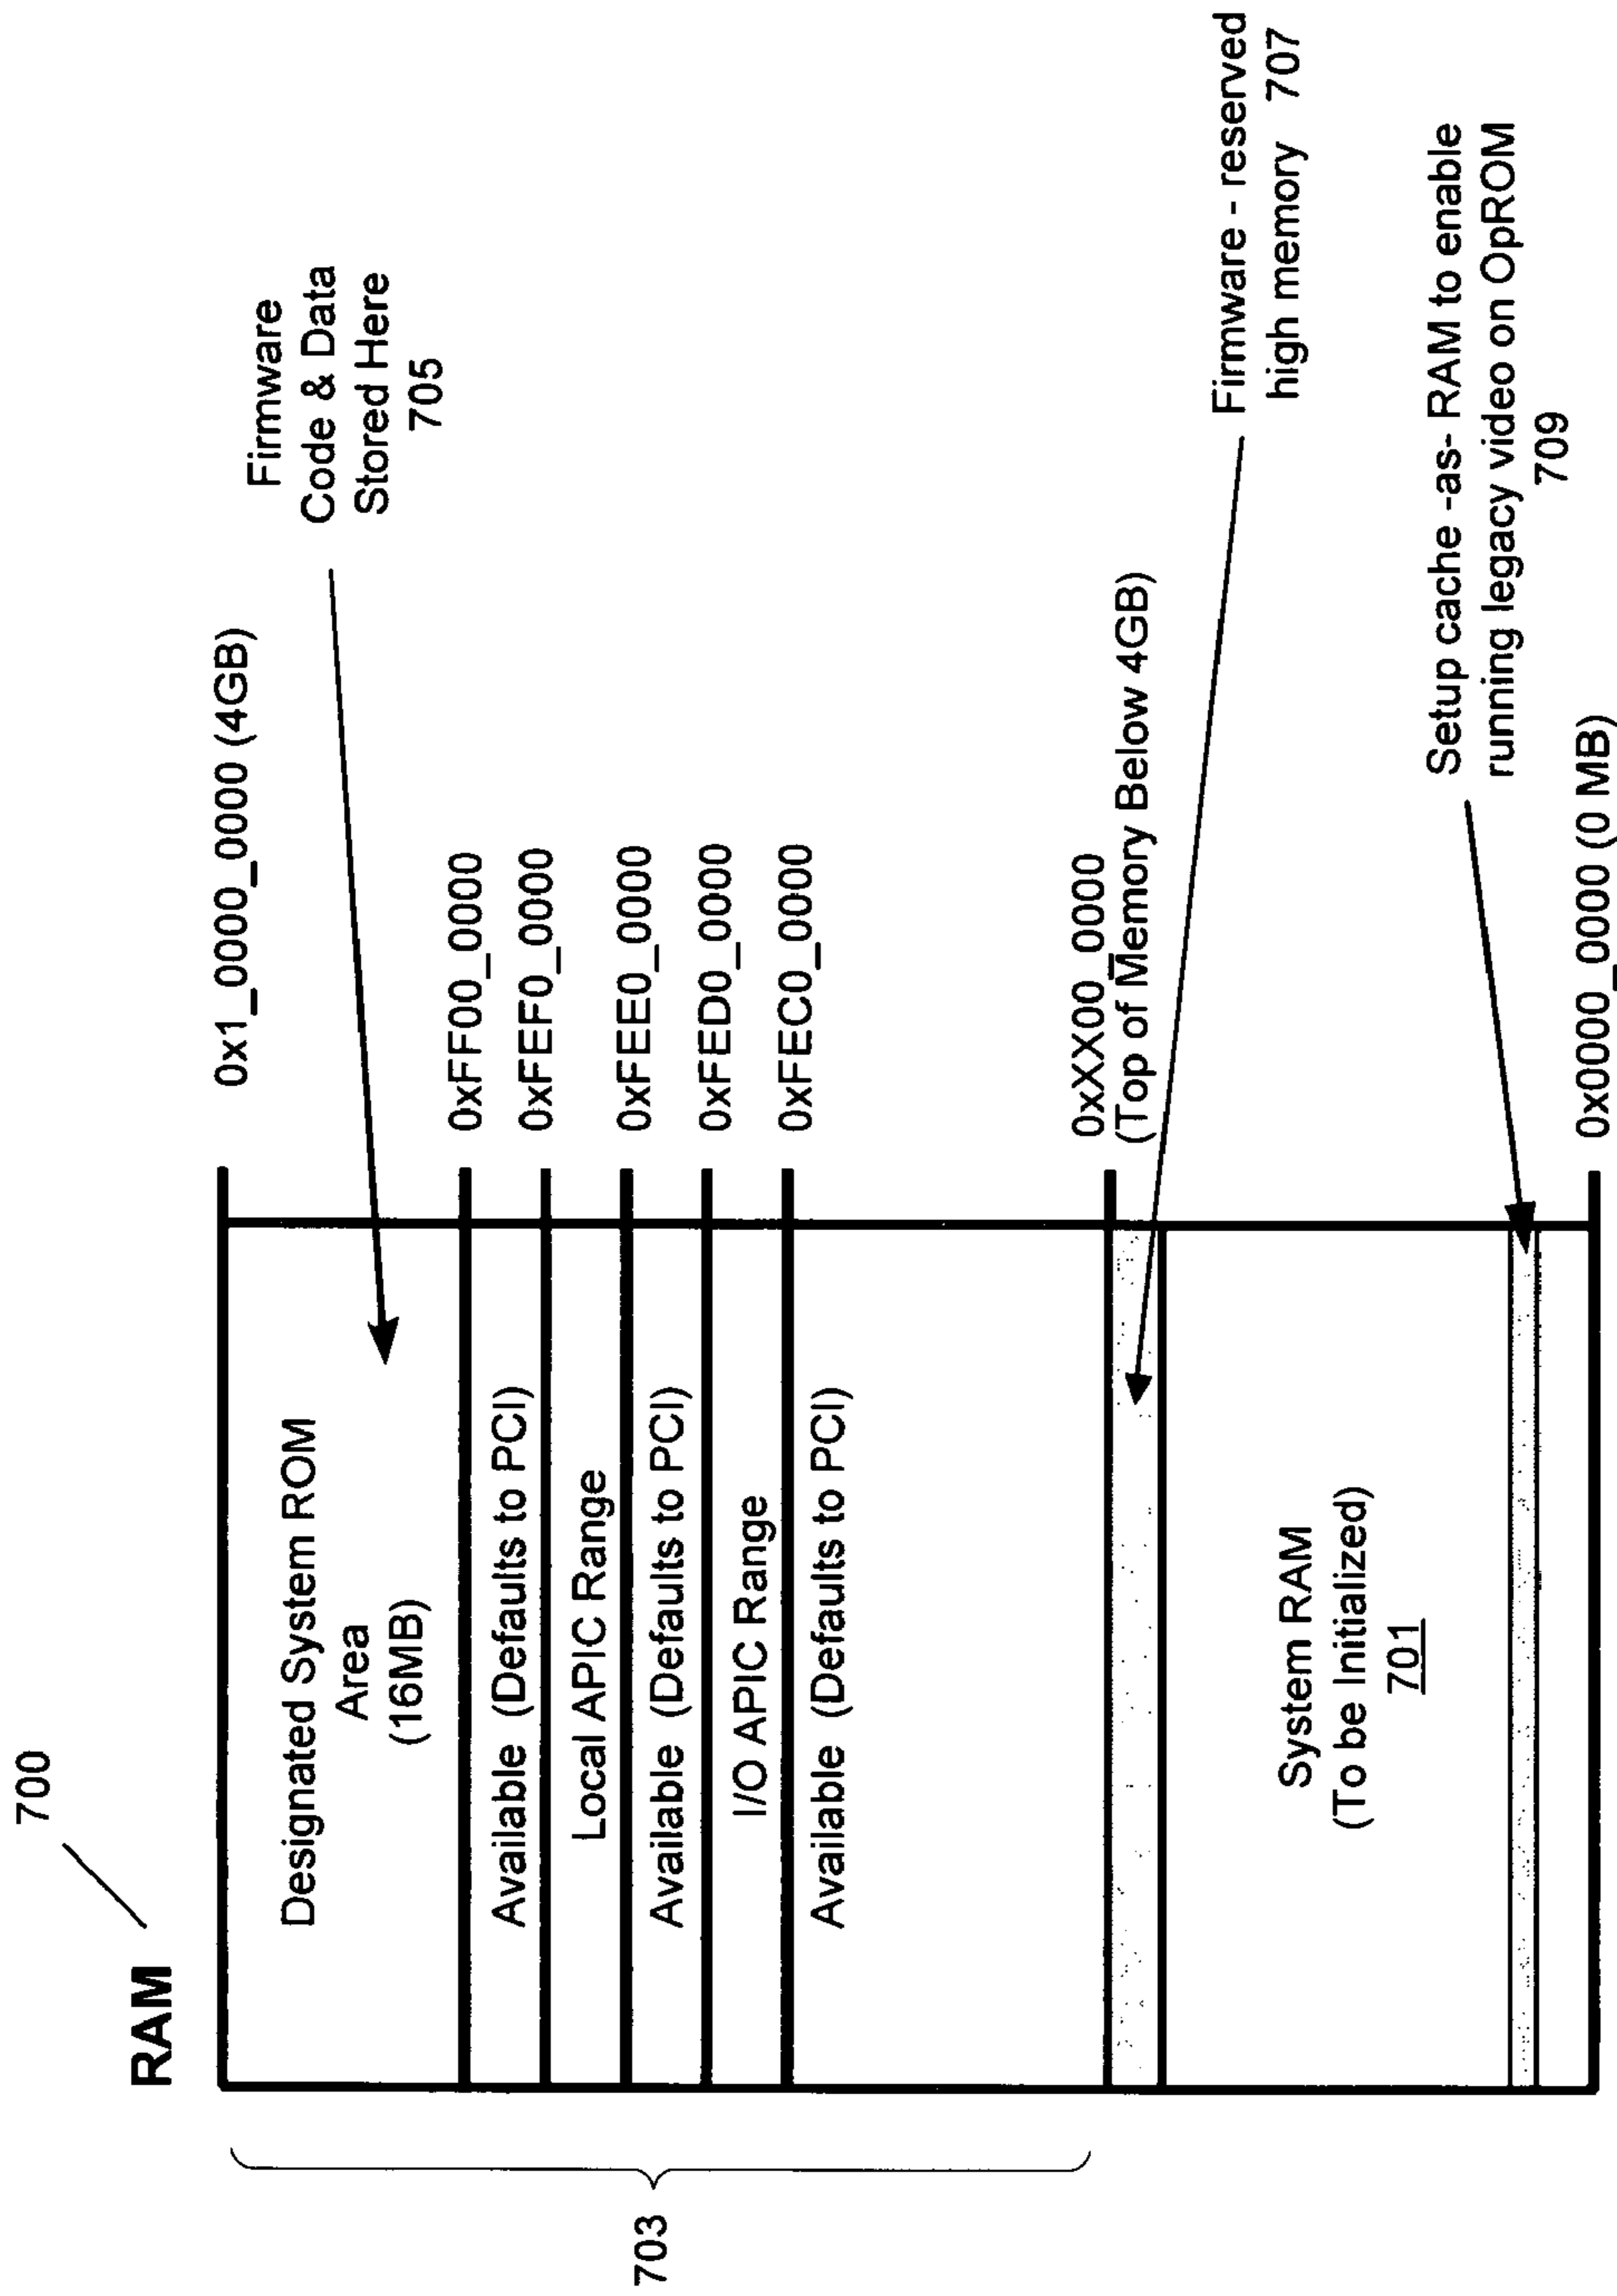 700
RAM
0x1_0000_0000 (4GB)
Designated System ROM
Area
(16MB)
Firmware
Code & Data
Stored Here
705
0xFF00_0000
Available (Defaults to PCI)
0xFEF0_0000
Local APIC Range
0xFEE0_0000
Available (Defaults to PCI)
0xFED0_0000
I/O APIC Range
0xFEC0_0000
Available (Defaults to PCI)
703
0xXX00_0000
(Top of Memory Below 4GB)
Firmware - reserved
high memory 707
System RAM
(To be Initialized)
701
Setup cache -as- RAM to enable
running legacy video on OpROM
709
0x0000_0000 (0 MB)